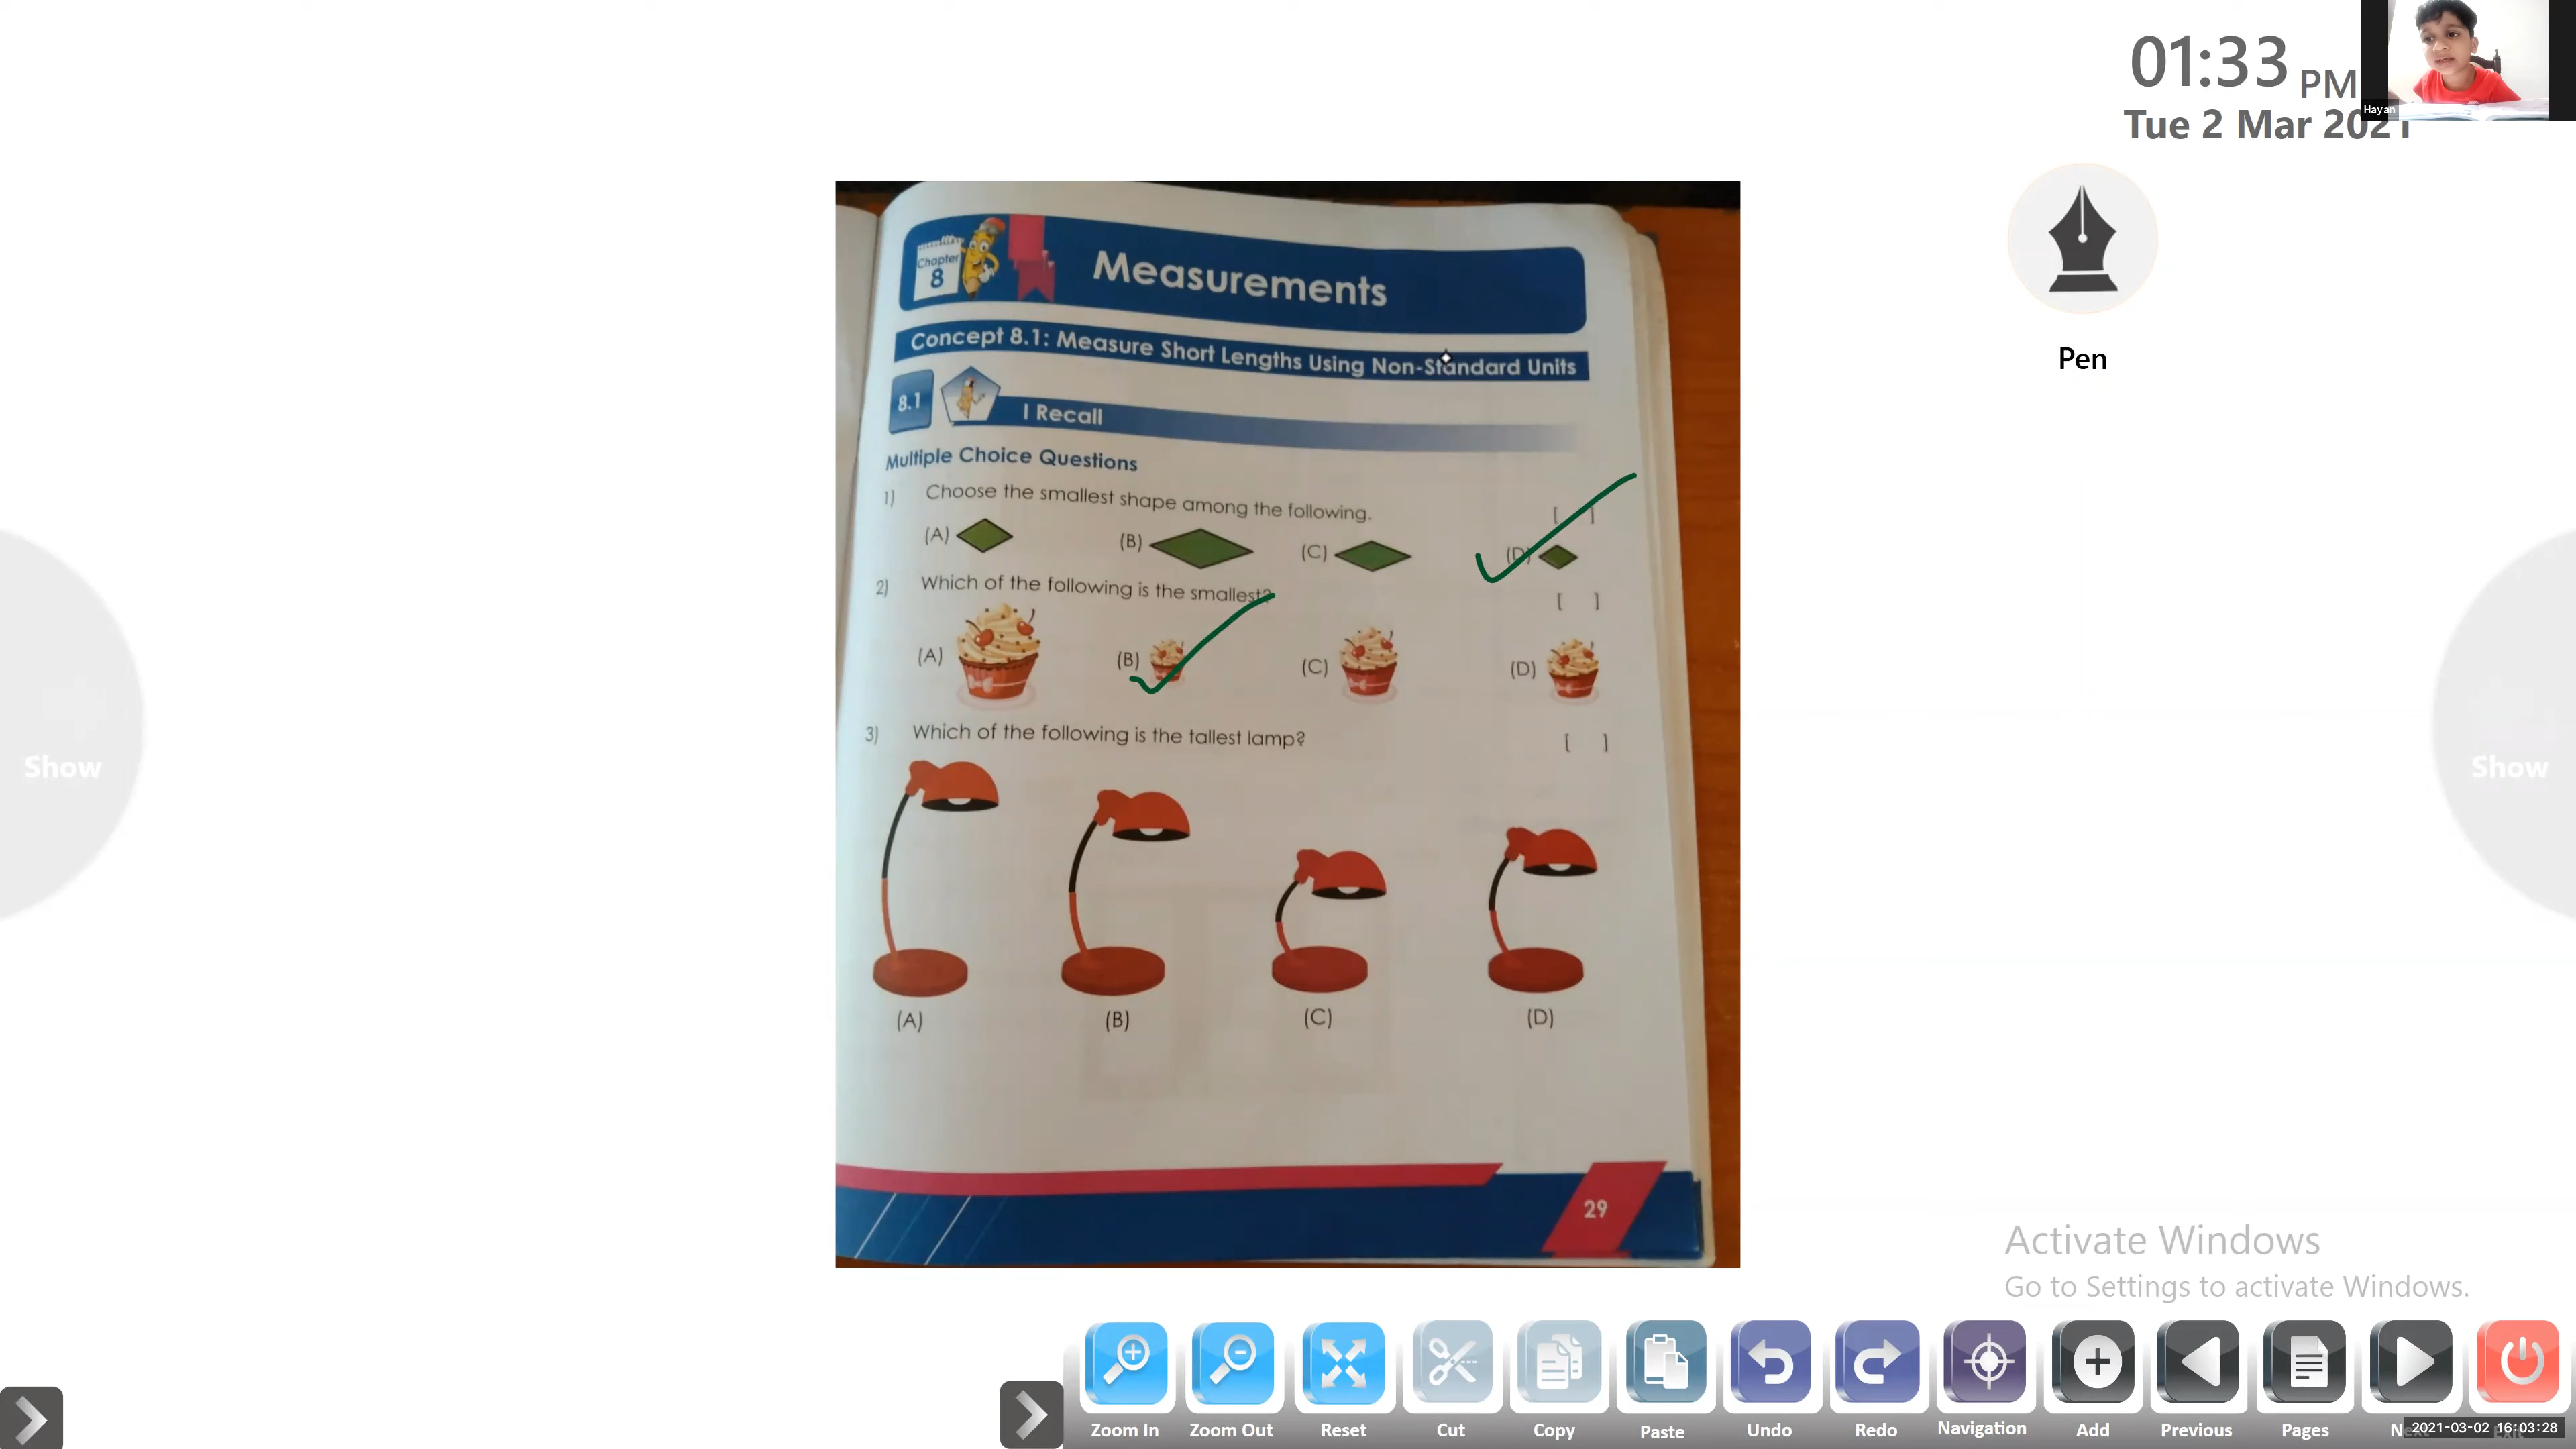 01:33 PM
Tue 2 Mar 2021
Hayan
Pen
Chapter
8
Measurements
Concept 8.1: Measure Short Lengths Using Non-Standard Units
8.1
I Recall
Multiple Choice Questions
1) Choose the smallest shape among the following. [ ]
(A) (B) (C) (D)
2) Which of the following is the smallest? [ ]
(A) (B) (C) (D)
3) Which of the following is the tallest lamp? [ ]
(A) (B) (C) (D)
29
Show
Show
Activate Windows
Go to Settings to activate Windows.
Zoom In Zoom Out Reset Cut Copy Paste Undo Redo Navigation Add Previous Pages
2021-03-02 16:03:28